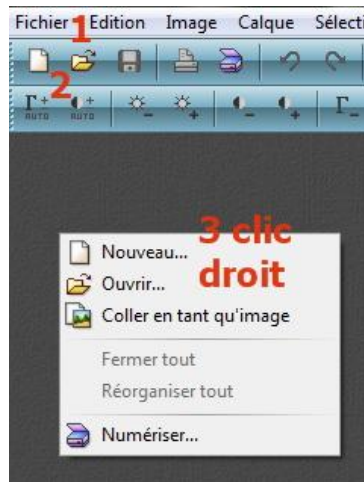 Fichier Edition Image Calque Sélecti
1
2
Γ+ +
AUTO AUTO
- + - + Γ-
3 clic
droit
Nouveau...
Ouvrir...
Coller en tant qu'image
Fermer tout
Réorganiser tout
Numériser...